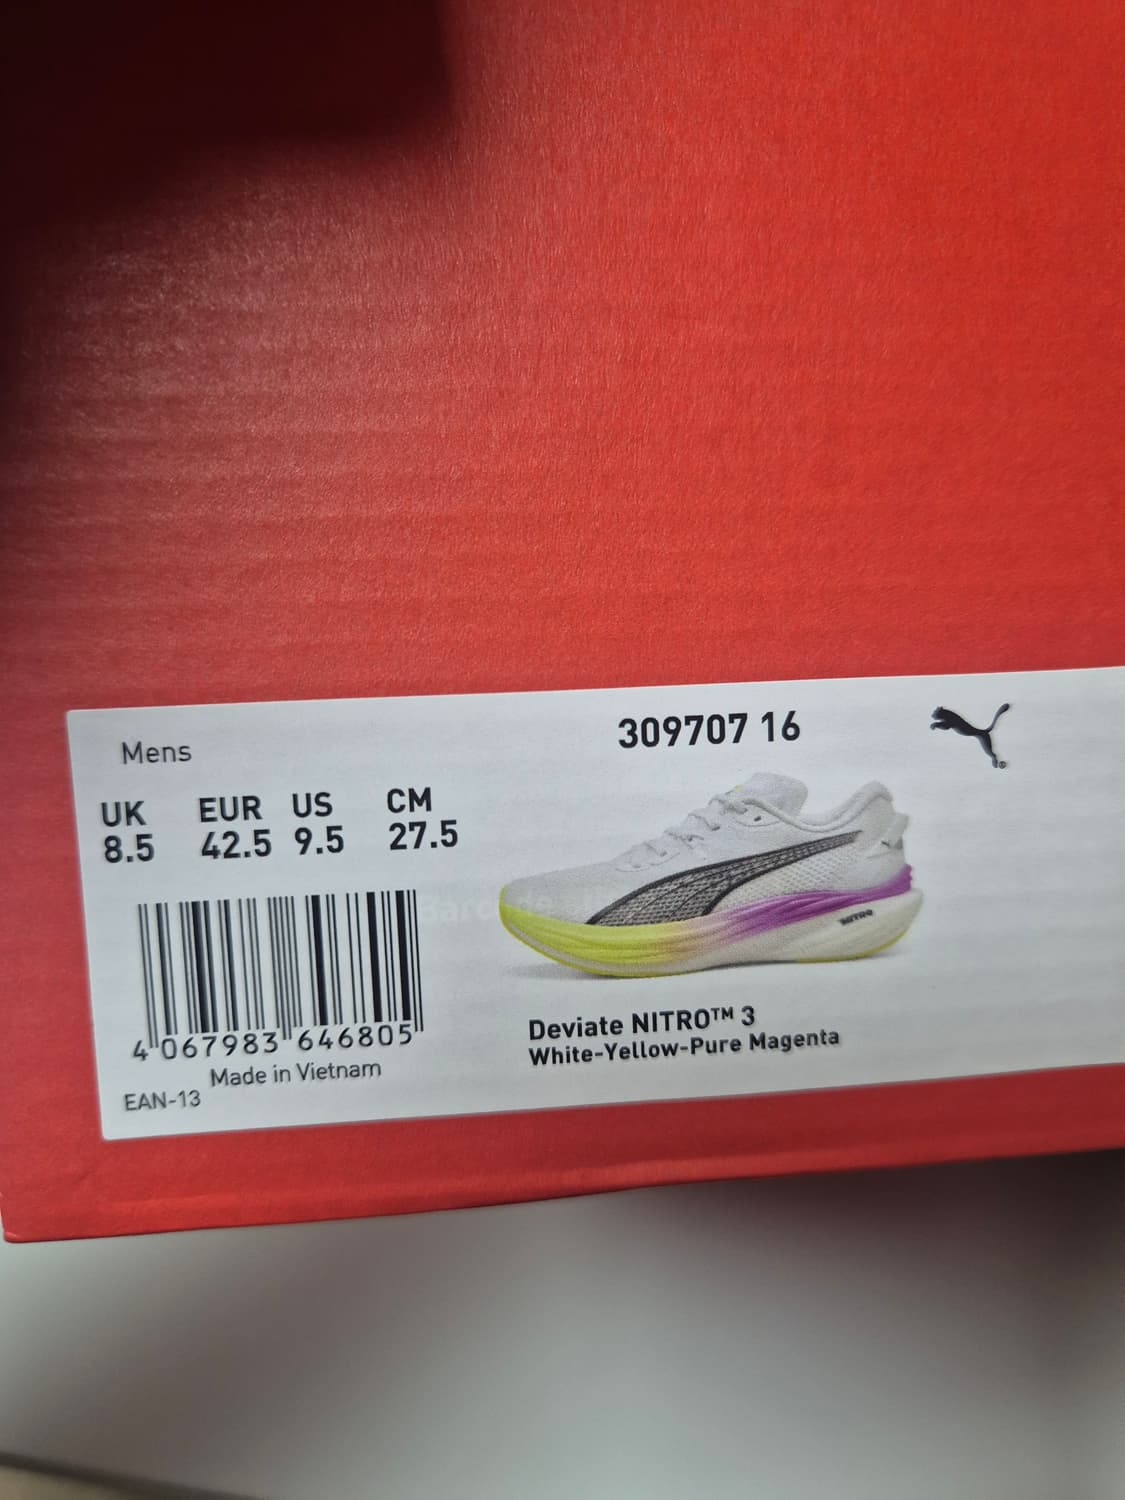 Mens
309707 16
UK EUR US CM
8.5 42.5 9.5 27.5
NITRO
4 067983 646805
Made in Vietnam
EAN-13
Deviate NITRO™ 3
White-Yellow-Pure Magenta